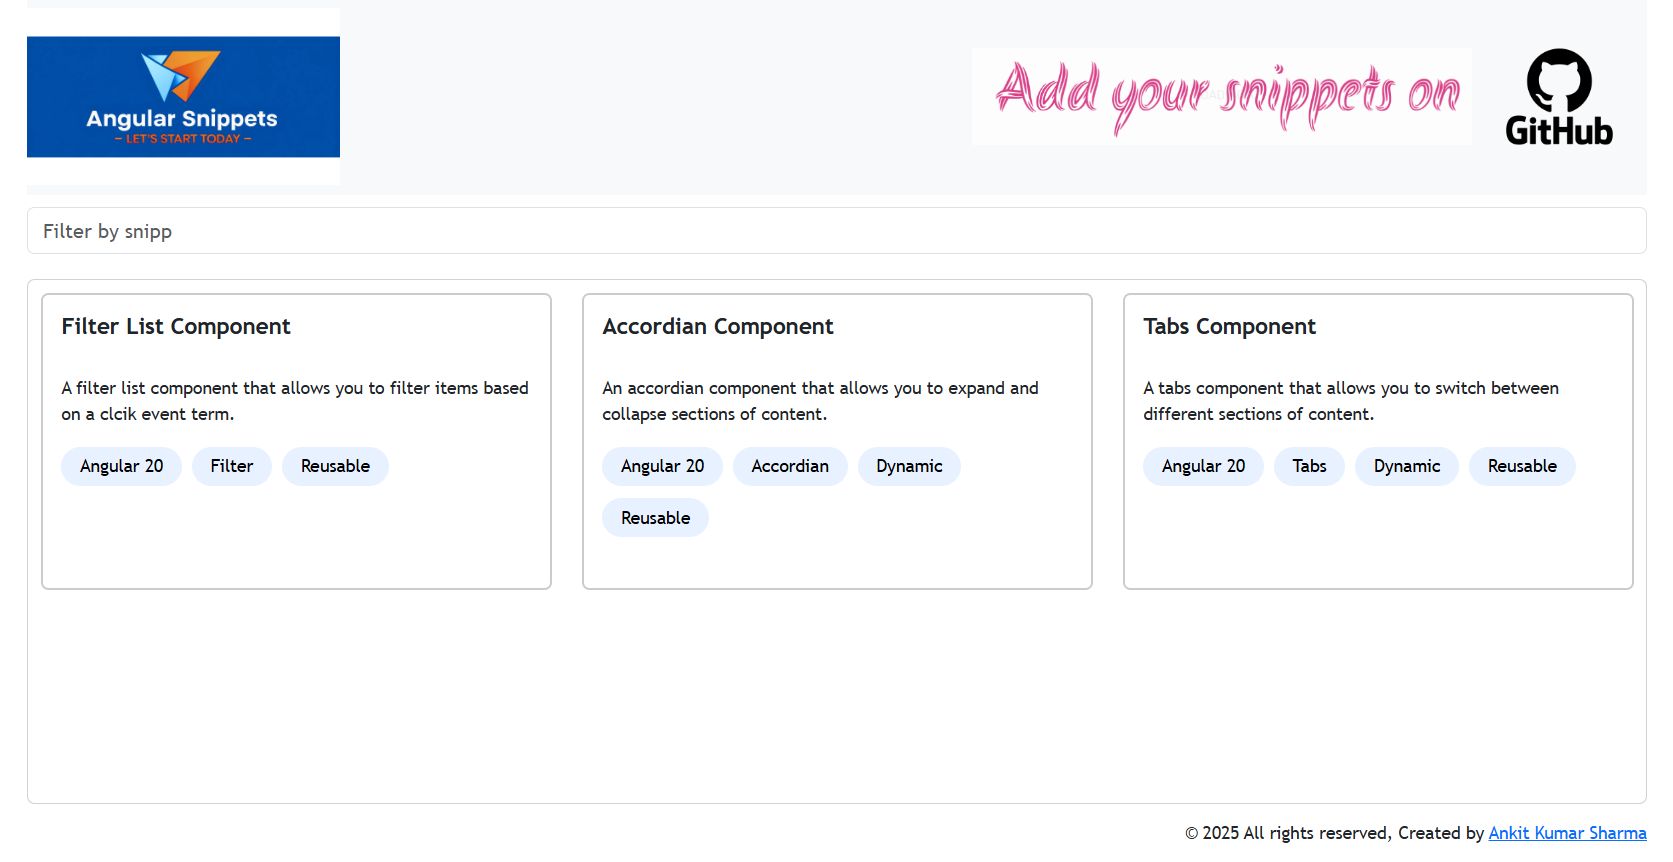 Angular Snippets
– LET'S START TODAY –
Add your snippets on
GitHub
Filter by snipp
Filter List Component
A filter list component that allows you to filter items based
on a clcik event term.
Angular 20 Filter Reusable
Accordian Component
An accordian component that allows you to expand and
collapse sections of content.
Angular 20 Accordian Dynamic
Reusable
Tabs Component
A tabs component that allows you to switch between
different sections of content.
Angular 20 Tabs Dynamic Reusable
© 2025 All rights reserved, Created by Ankit Kumar Sharma